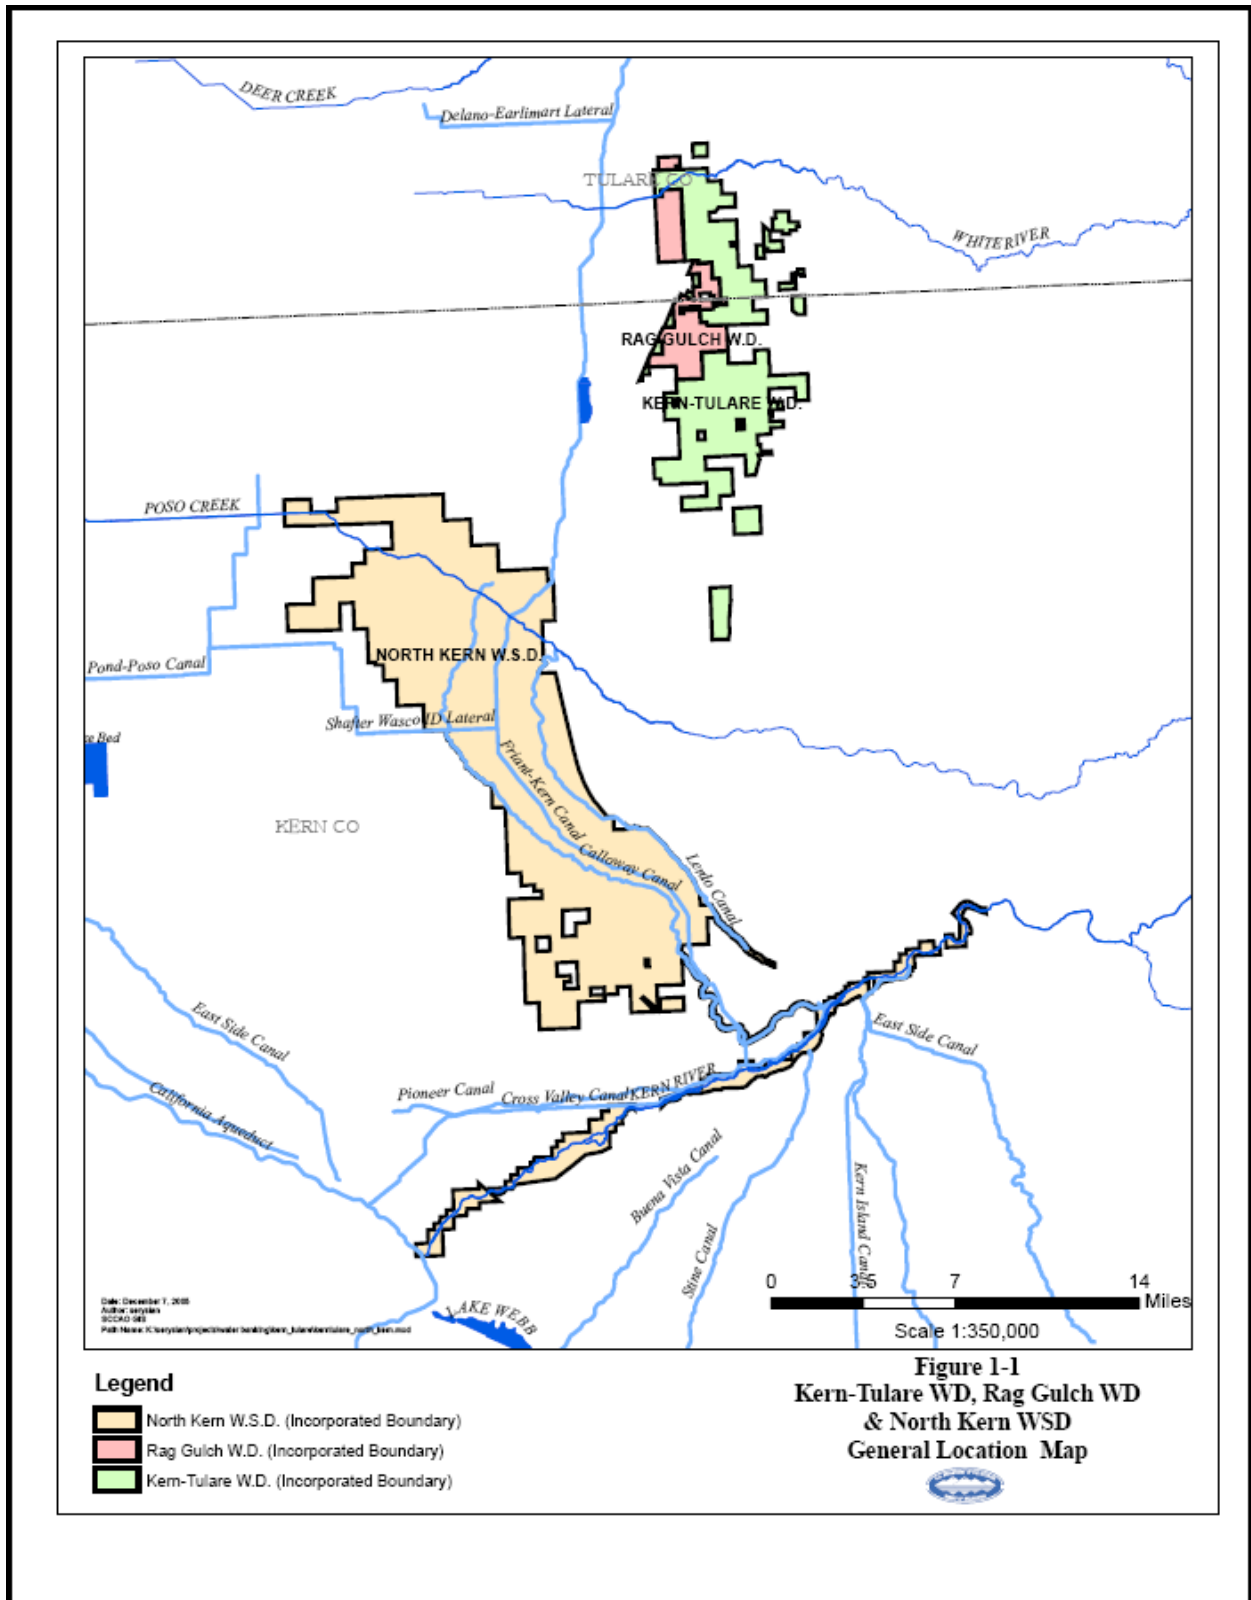 DEER CREEK
Delano-Earlimart Lateral
TULARE CO
WHITE RIVER
RAG GULCH W.D.
KERN-TULARE W.D.
POSO CREEK
NORTH KERN W.S.D.
Pond-Poso Canal
Shafter Wasco ID Lateral
Bed
Friant-Kern Canal
KERN CO
Calloway Canal
Lerdo Canal
East Side Canal
East Side Canal
California Aqueduct
Pioneer Canal
Cross Valley Canal
KERN RIVER
Buena Vista Canal
Kern Island Canal
Stine Canal
0 3.5 7 14
Miles
Scale 1:350,000
LAKE WEBB
Date: December 7, 2005
SCCAO GIS
Legend
North Kern W.S.D. (Incorporated Boundary)
Rag Gulch W.D. (Incorporated Boundary)
Kern-Tulare W.D. (Incorporated Boundary)
Figure 1-1
Kern-Tulare WD, Rag Gulch WD
& North Kern WSD
General Location Map